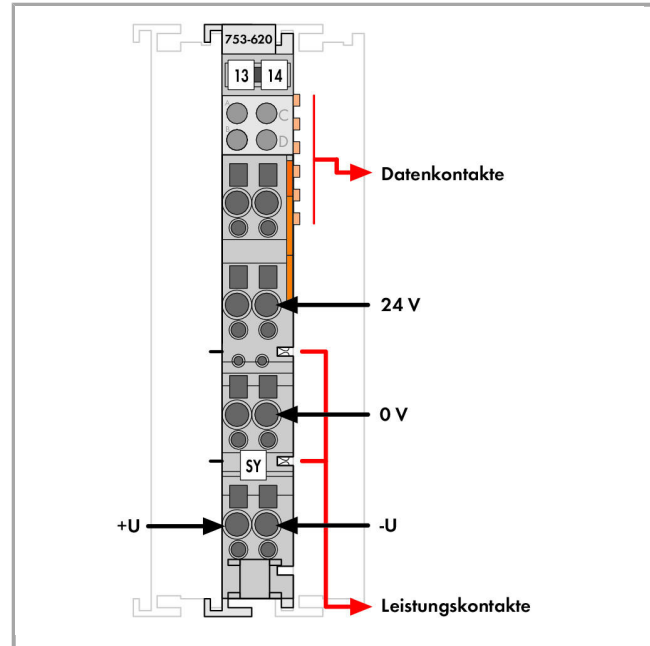 753-620
13 14
A C
B D
Datenkontakte
24 V
0 V
SY
+U -U
Leistungskontakte